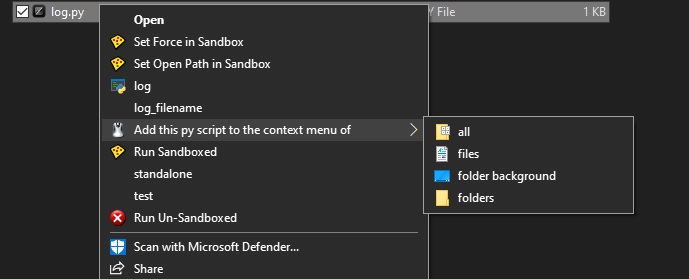 log.py Y File 1 KB
Open
Set Force in Sandbox
Set Open Path in Sandbox
log
log_filename
Add this py script to the context menu of
all
Run Sandboxed
files
standalone
folder background
test
folders
Run Un-Sandboxed
Scan with Microsoft Defender...
Share